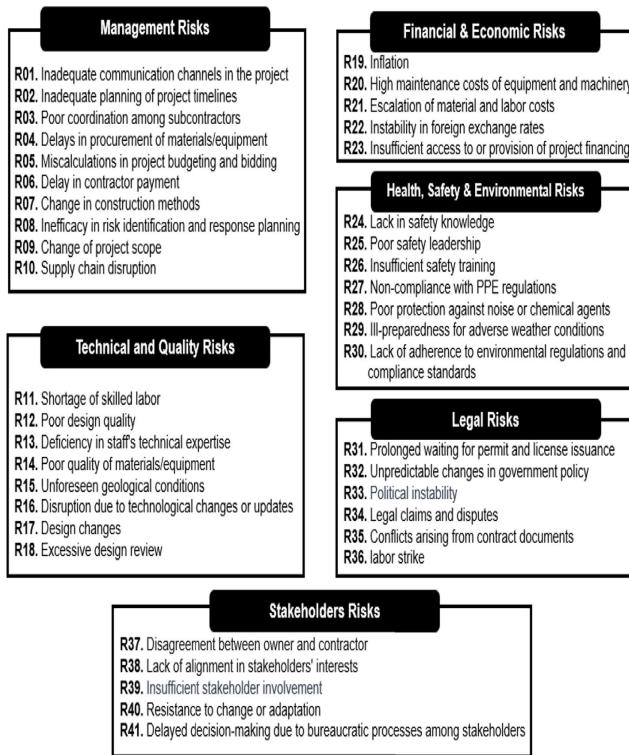 Management Risks
R01. Inadequate communication channels in the project
R02. Inadequate planning of project timelines
R03. Poor coordination among subcontractors
R04. Delays in procurement of materials/equipment
R05. Miscalculations in project budgeting and bidding
R06. Delay in contractor payment
R07. Change in construction methods
R08. Inefficacy in risk identification and response planning
R09. Change of project scope
R10. Supply chain disruption
Technical and Quality Risks
R11. Shortage of skilled labor
R12. Poor design quality
R13. Deficiency in staff's technical expertise
R14. Poor quality of materials/equipment
R15. Unforeseen geological conditions
R16. Disruption due to technological changes or updates
R17. Design changes
R18. Excessive design review
Financial & Economic Risks
R19. Inflation
R20. High maintenance costs of equipment and machinery
R21. Escalation of material and labor costs
R22. Instability in foreign exchange rates
R23. Insufficient access to or provision of project financing
Health, Safety & Environmental Risks
R24. Lack in safety knowledge
R25. Poor safety leadership
R26. Insufficient safety training
R27. Non-compliance with PPE regulations
R28. Poor protection against noise or chemical agents
R29. Ill-preparedness for adverse weather conditions
R30. Lack of adherence to environmental regulations and
compliance standards
Legal Risks
R31. Prolonged waiting for permit and license issuance
R32. Unpredictable changes in government policy
R33. Political instability
R34. Legal claims and disputes
R35. Conflicts arising from contract documents
R36. labor strike
Stakeholders Risks
R37. Disagreement between owner and contractor
R38. Lack of alignment in stakeholders' interests
R39. Insufficient stakeholder involvement
R40. Resistance to change or adaptation
R41. Delayed decision-making due to bureaucratic processes among stakeholders